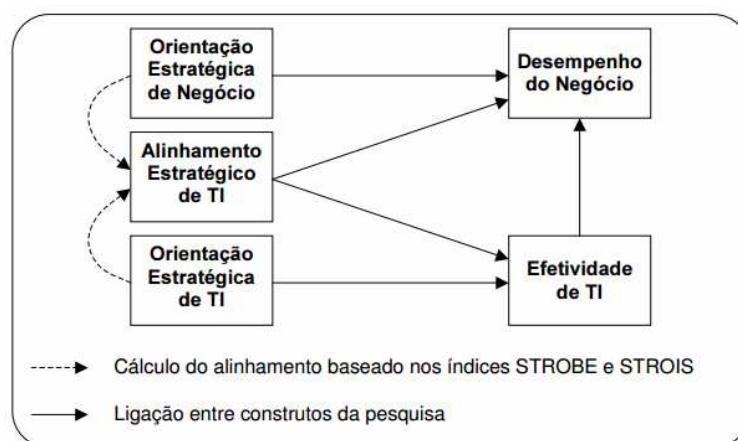 Orientação
Estratégica
de Negócio
Desempenho
do Negócio
Alinhamento
Estratégico
de TI
Orientação
Estratégica
de TI
Efetividade
de TI
Cálculo do alinhamento baseado nos índices STROBE e STROIS
Ligação entre construtos da pesquisa